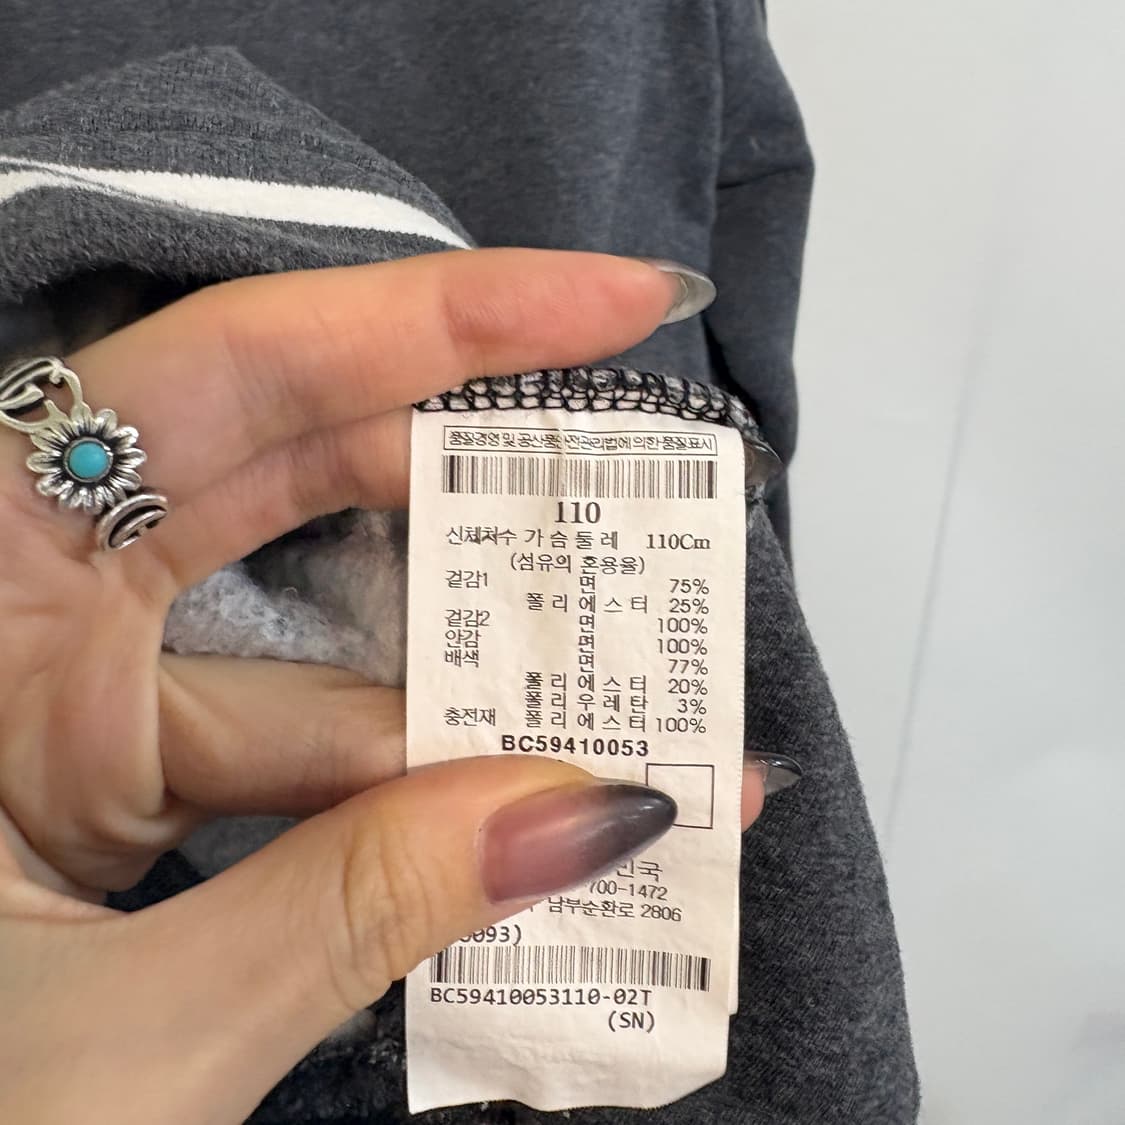 품질경영 및 공산품안전관리법에 의한 품질표시
110
신체처수 가 슴 둘 레 110Cm
(섬유의 혼용율)
겉감1 면 75%
폴 리 에 스 터 25%
겉감2 면 100%
안감 면 100%
배색 면 77%
폴 리 에 스 터 20%
폴 리 우 레 탄 3%
충전재 폴 리 에 스 터 100%
BC59410053
민국
700-1472
남부순환로 2806
093)
BC59410053110-02T
(SN)